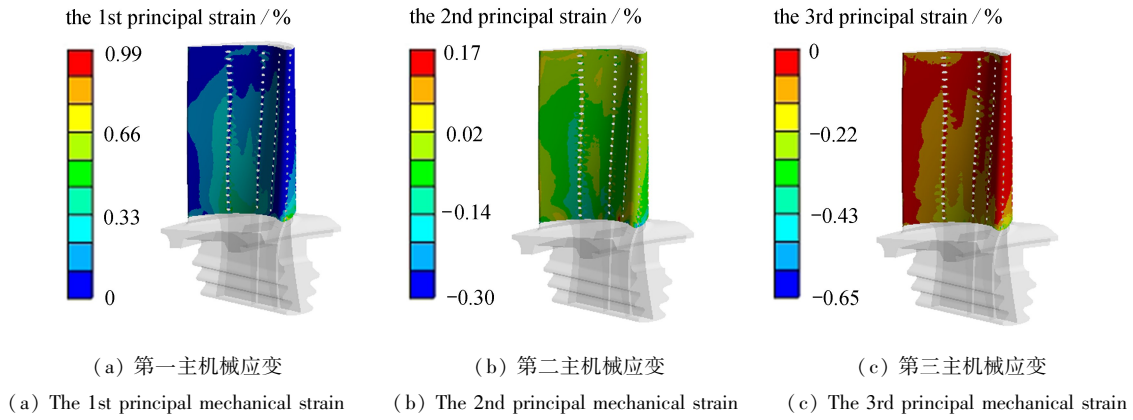 the 1st principal strain / %
0.99
0.66
0.33
0
the 2nd principal strain / %
0.17
0.02
−0.14
−0.30
the 3rd principal strain / %
0
−0.22
−0.43
−0.65
(a) 第一主机械应变
(b) 第二主机械应变
(c) 第三主机械应变
(a) The 1st principal mechanical strain
(b) The 2nd principal mechanical strain
(c) The 3rd principal mechanical strain